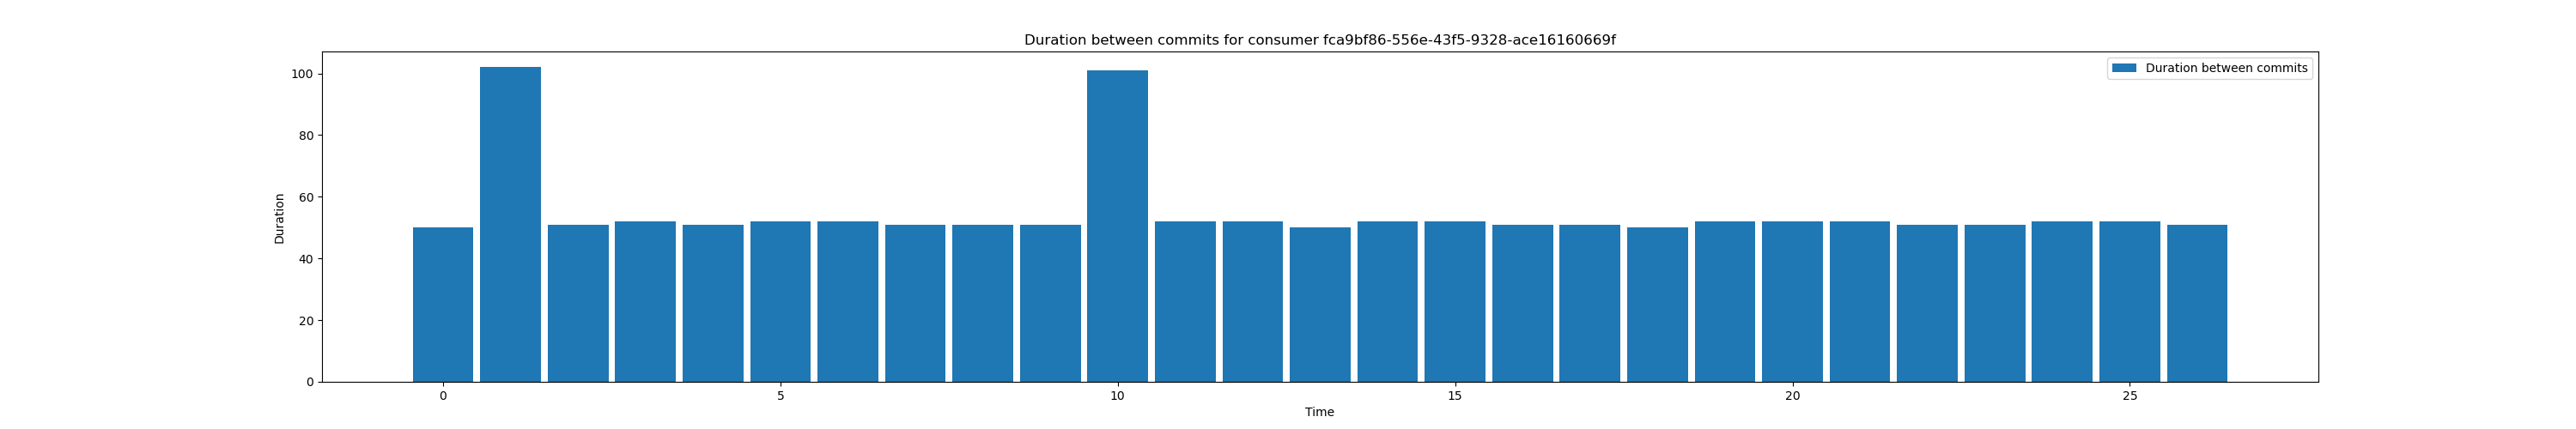 Duration between commits for consumer fca9bf86-556e-43f5-9328-ace16160669f
Duration between commits
100
80
60
40
20
0
Duration
0 5 10 15 20 25
Time